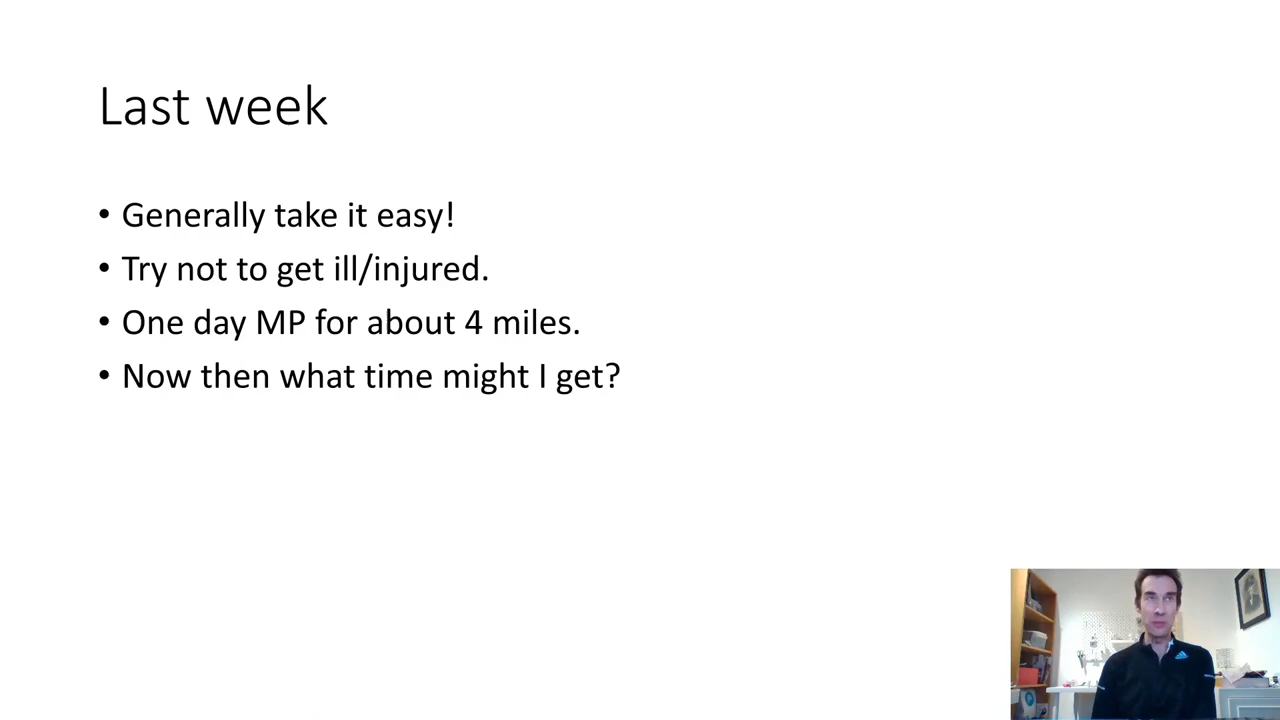 Last week
• Generally take it easy!
• Try not to get ill/injured.
• One day MP for about 4 miles.
• Now then what time might I get?